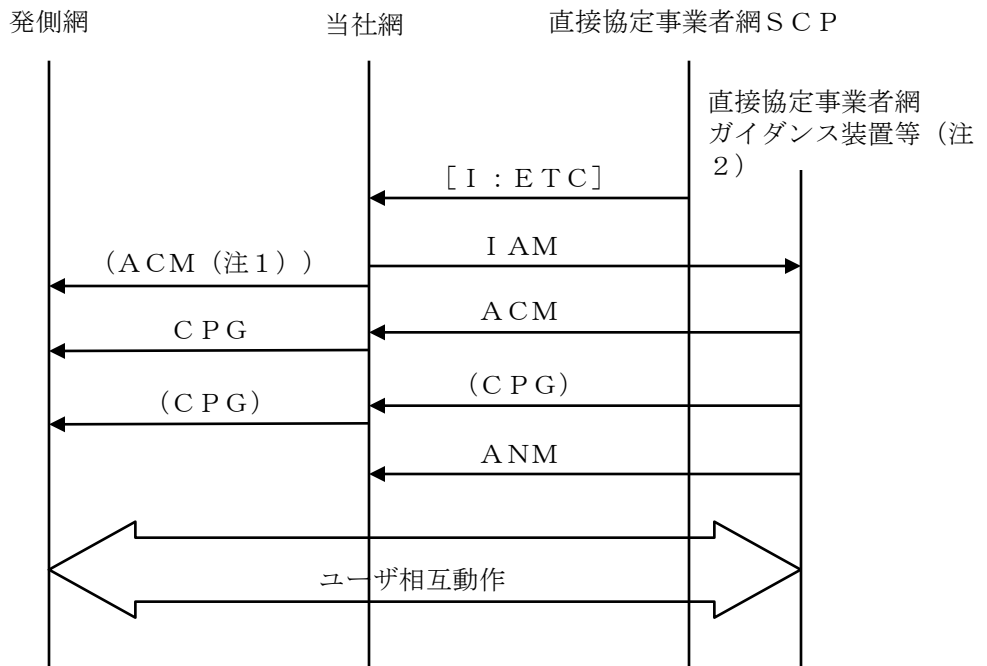 発側網
当社網
直接協定事業者網ＳＣＰ
直接協定事業者網
ガイダンス装置等（注
２）
［Ｉ：ＥＴＣ］
ＩＡＭ
（ＡＣＭ（注１））
ＡＣＭ
ＣＰＧ
（ＣＰＧ）
（ＣＰＧ）
ＡＮＭ
ユーザ相互動作